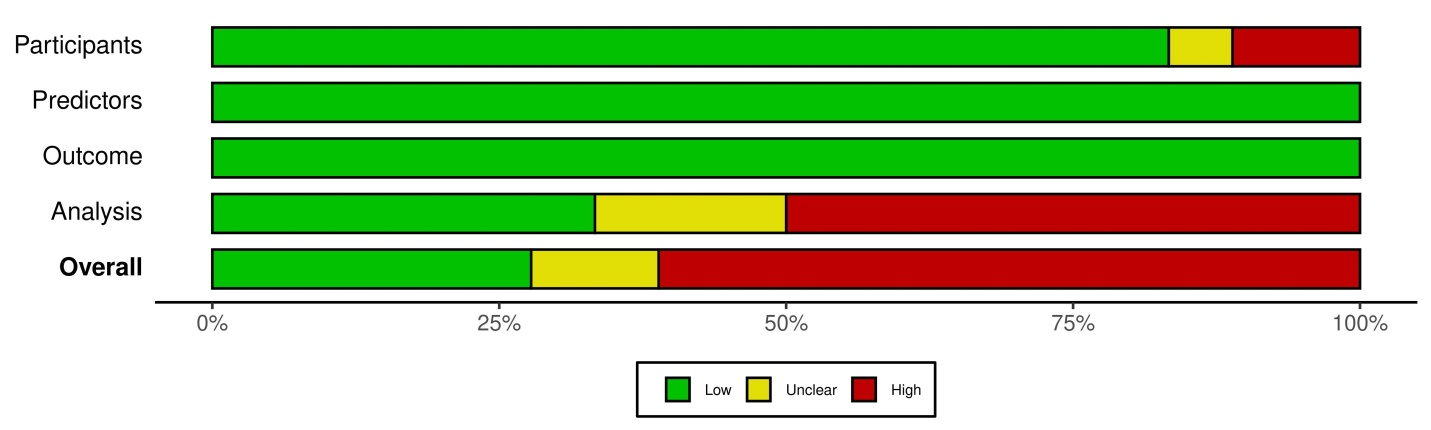 Participants
Predictors
Outcome
Analysis
Overall
0% 25% 50% 75% 100%
Low Unclear High